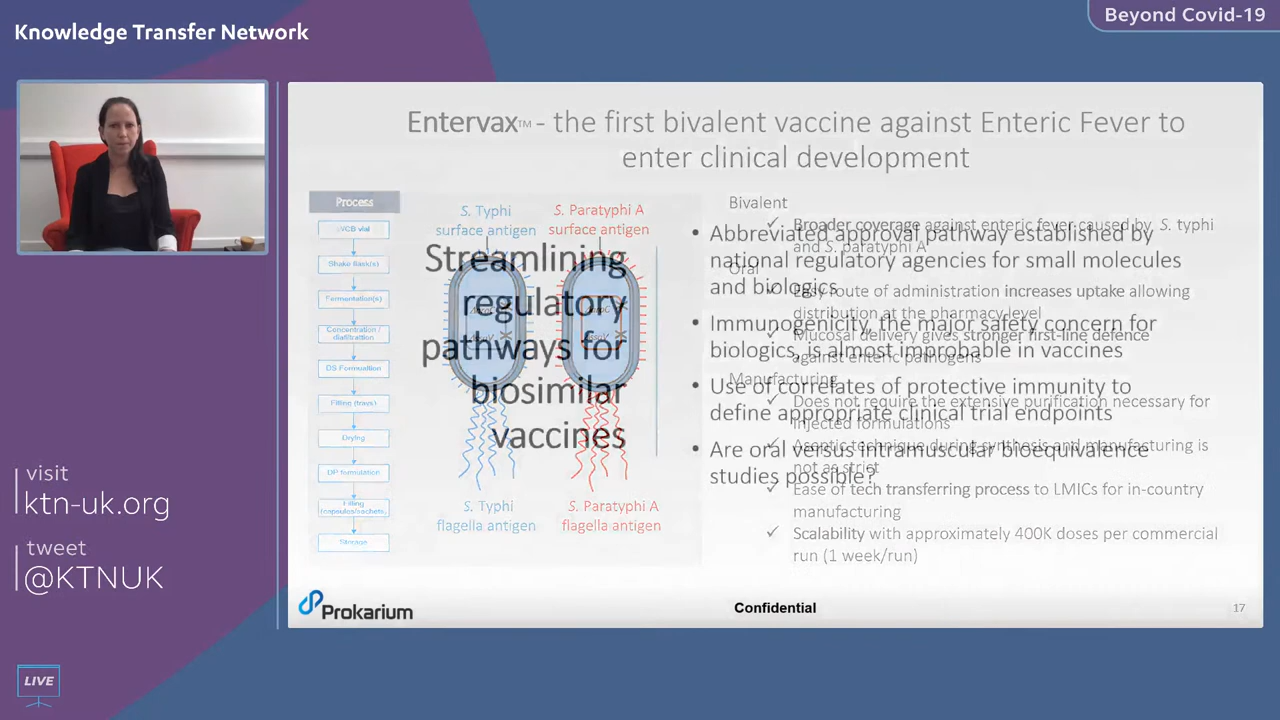 Knowledge Transfer Network
Beyond Covid-19
Entervax™ - the first bivalent vaccine against Enteric Fever to
enter clinical development
Process
WCB vial
Shake flask(s)
Fermentation(s)
Concentration /
diafiltration
DS Formulation
Filling (trays)
Drying
DP formulation
Filling
(capsules/sachets)
Storage
S. Typhi
surface antigen
S. Paratyphi A
surface antigen
S. Typhi
flagella antigen
S. Paratyphi A
flagella antigen
Streamlining
regulatory
pathways for
biosimilar
vaccines
Bivalent
✓ Broader coverage against enteric fever caused by S. typhi
and S. paratyphi A
Oral
✓ Easy route of administration increases uptake allowing
distribution at the pharmacy level
✓ Mucosal delivery gives stronger first-line defence
against enteric pathogens
Manufacturing
✓ Does not require the extensive purification necessary for
injected formulations
✓ Aseptic technique during synthesis and manufacturing is
not as strict
✓ Ease of tech transferring process to LMICs for in-country
manufacturing
✓ Scalability with approximately 400K doses per commercial
run (1 week/run)
• Abbreviated approval pathway established by
national regulatory agencies for small molecules
and biologics
• Immunogenicity, the major safety concern for
biologics, is almost improbable in vaccines
• Use of correlates of protective immunity to
define appropriate clinical trial endpoints
• Are oral versus intramuscular bioequivalence
studies possible?
Prokarium
Confidential
17
visit
ktn-uk.org
tweet
@KTNUK
LIVE